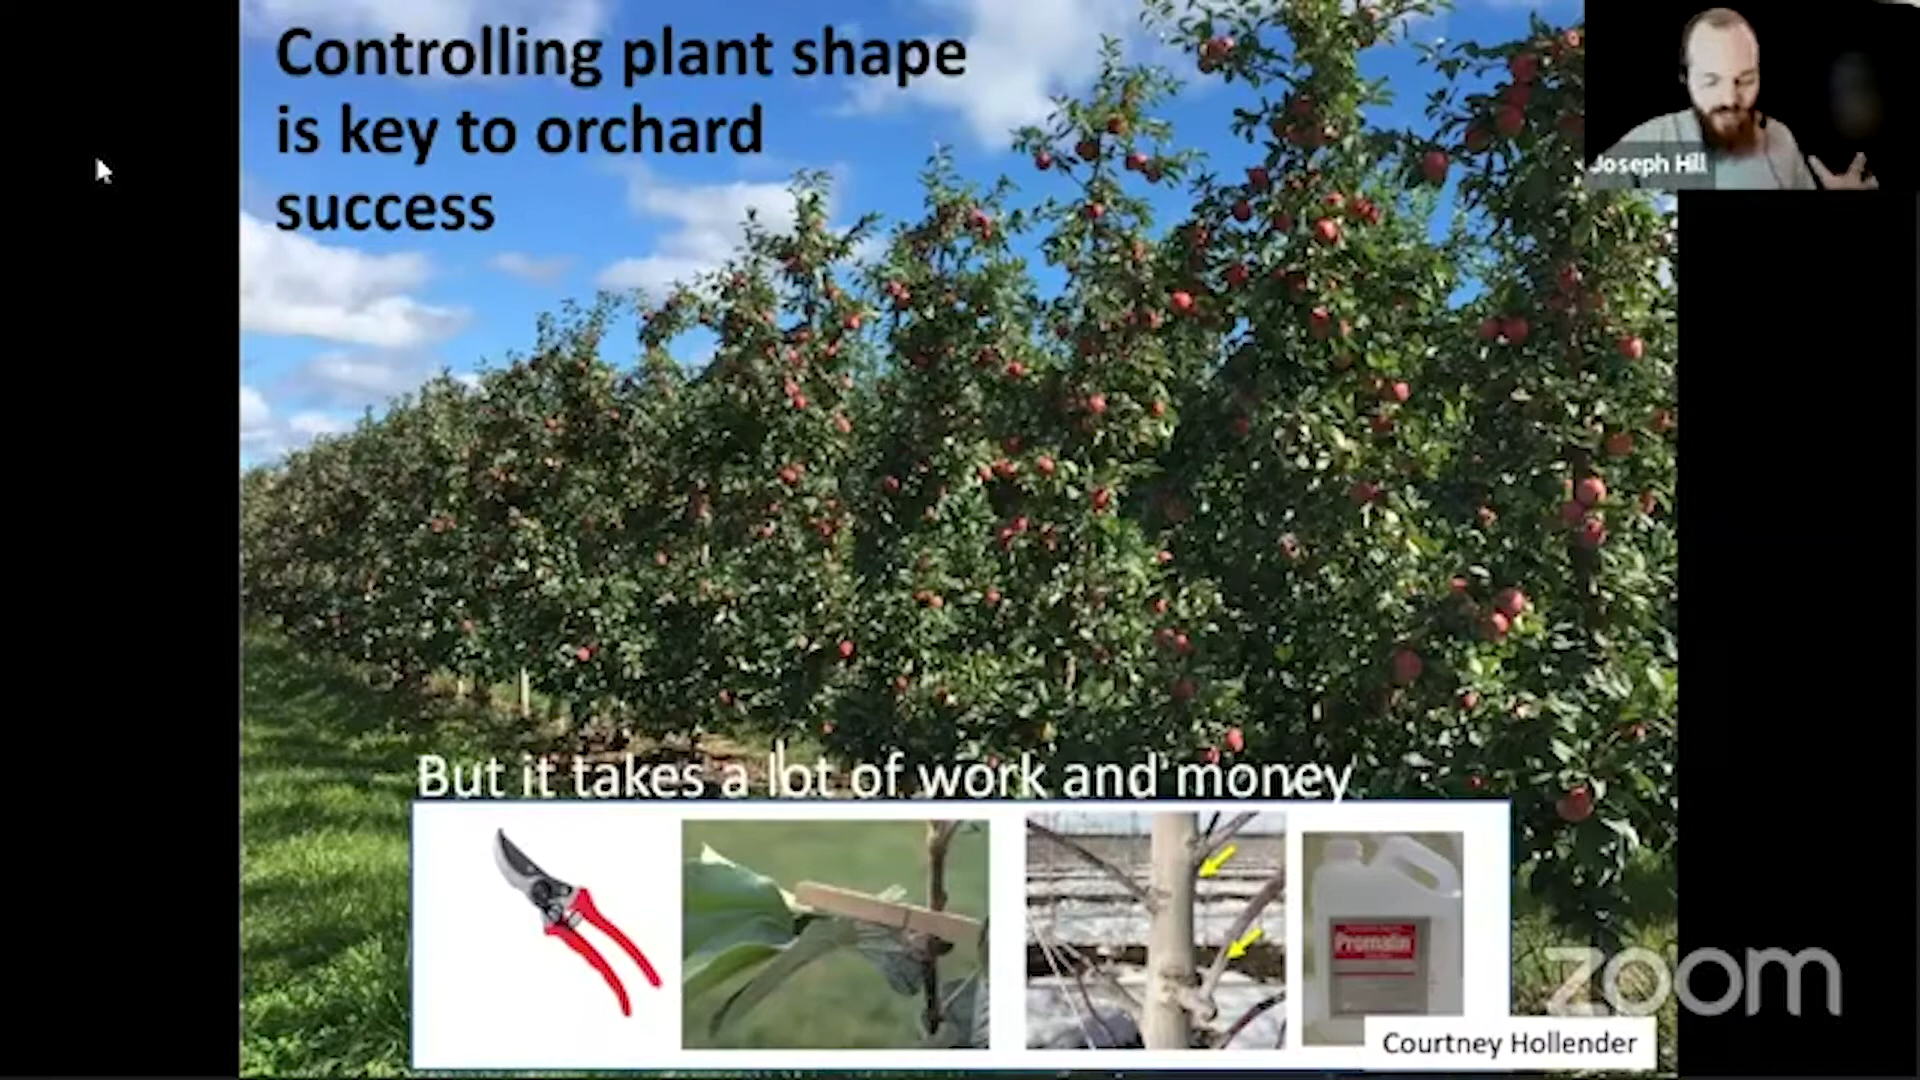 Controlling plant shape
is key to orchard
success
Joseph Hill
But it takes a lot of work and money
Promalin
zoom
Courtney Hollender